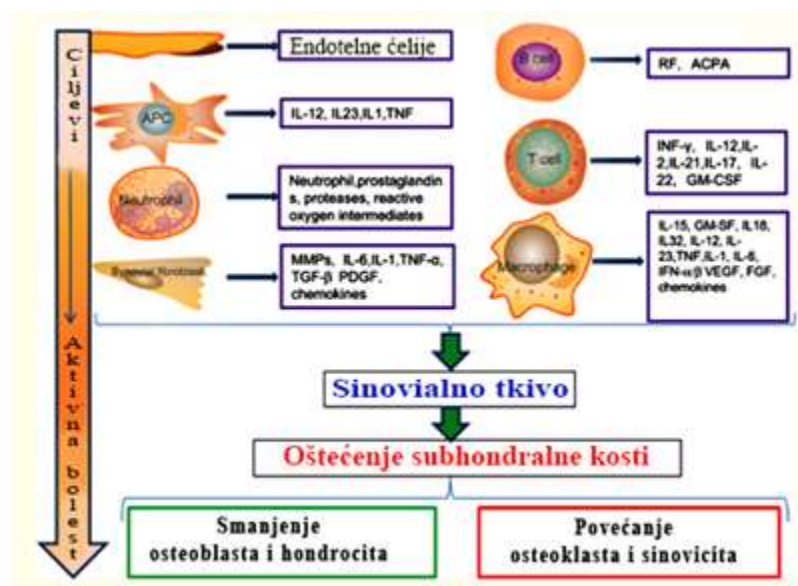 Ciljevi
Aktivna bolest
Endotelne ćelije
APC
IL-12, IL23,IL1,TNF
Neutrophil
Neutrophil,prostaglandin
s, proteases, reactive
oxygen intermediates
Synovial fibroblast
MMPs, IL-6,IL-1,TNF-α,
TGF-β PDGF,
chemokines
B cell
RF, ACPA
T cell
INF-γ, IL-12,IL-
2,IL-21,IL-17, IL-
22, GM-CSF
Macrophage
IL-15, GM-SF, IL18,
IL32, IL-12, IL-
23,TNF,IL-1, IL-6,
IFN-α/β VEGF, FGF,
chemokines
Sinovialno tkivo
Oštećenje subhondralne kosti
Smanjenje
osteoblasta i hondrocita
Povećanje
osteoklasta i sinovicita